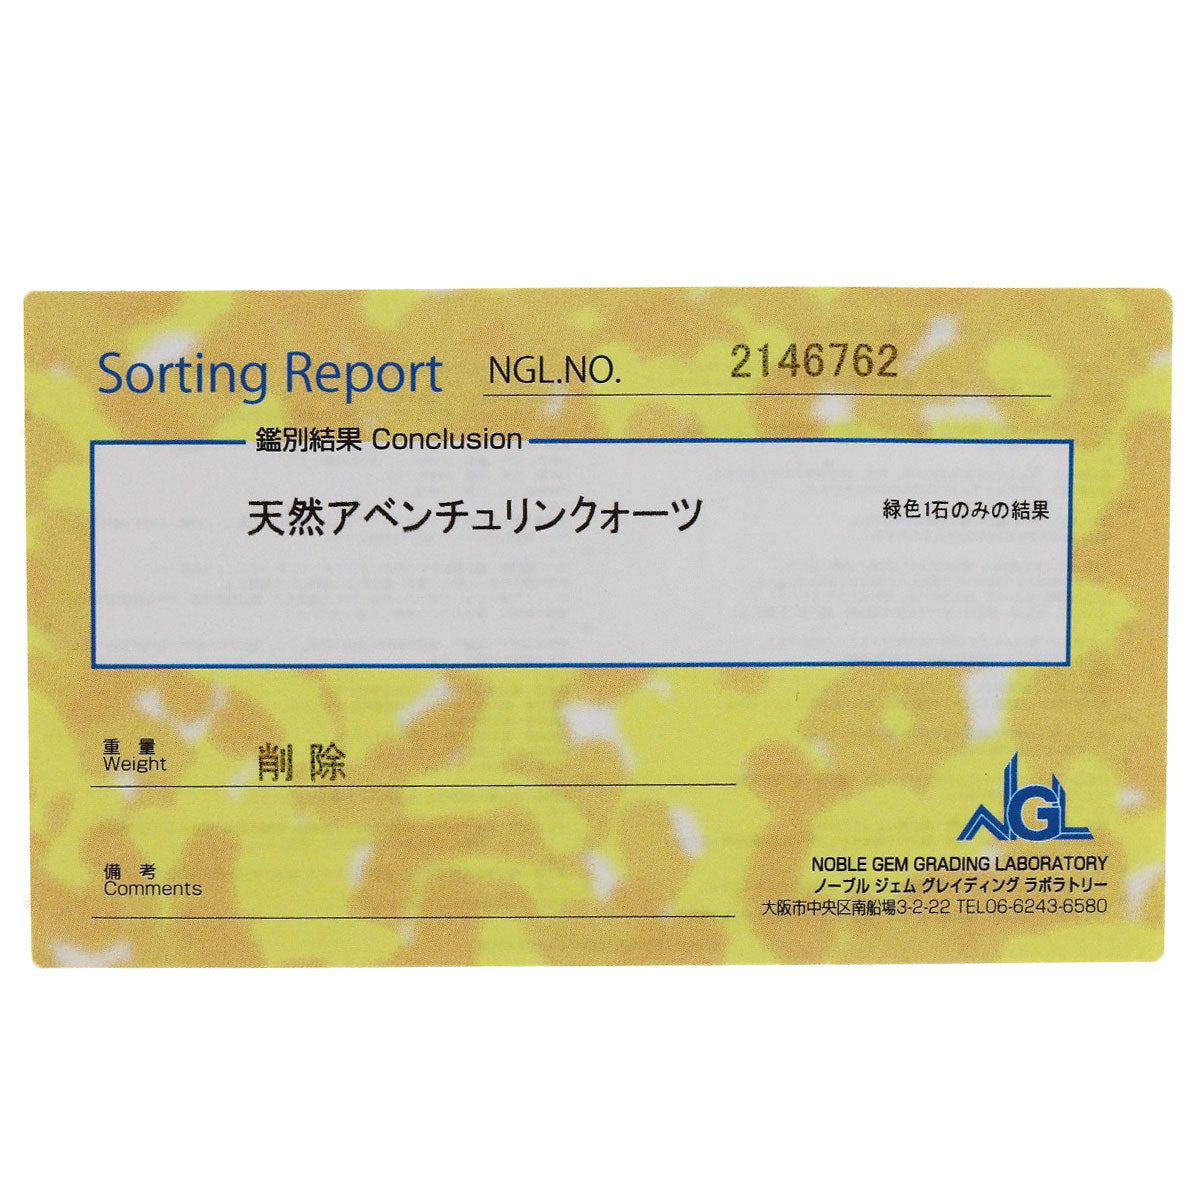 Sorting Report NGL.NO. 2146762
鑑別結果 Conclusion
天然アベンチュリンクォーツ 緑色1石のみの結果
重量 削除
Weight
NGL
備考
Comments
NOBLE GEM GRADING LABORATORY
ノーブル ジェム グレイディング ラボラトリー
大阪市中央区南船場3-2-22 TEL06-6243-6580